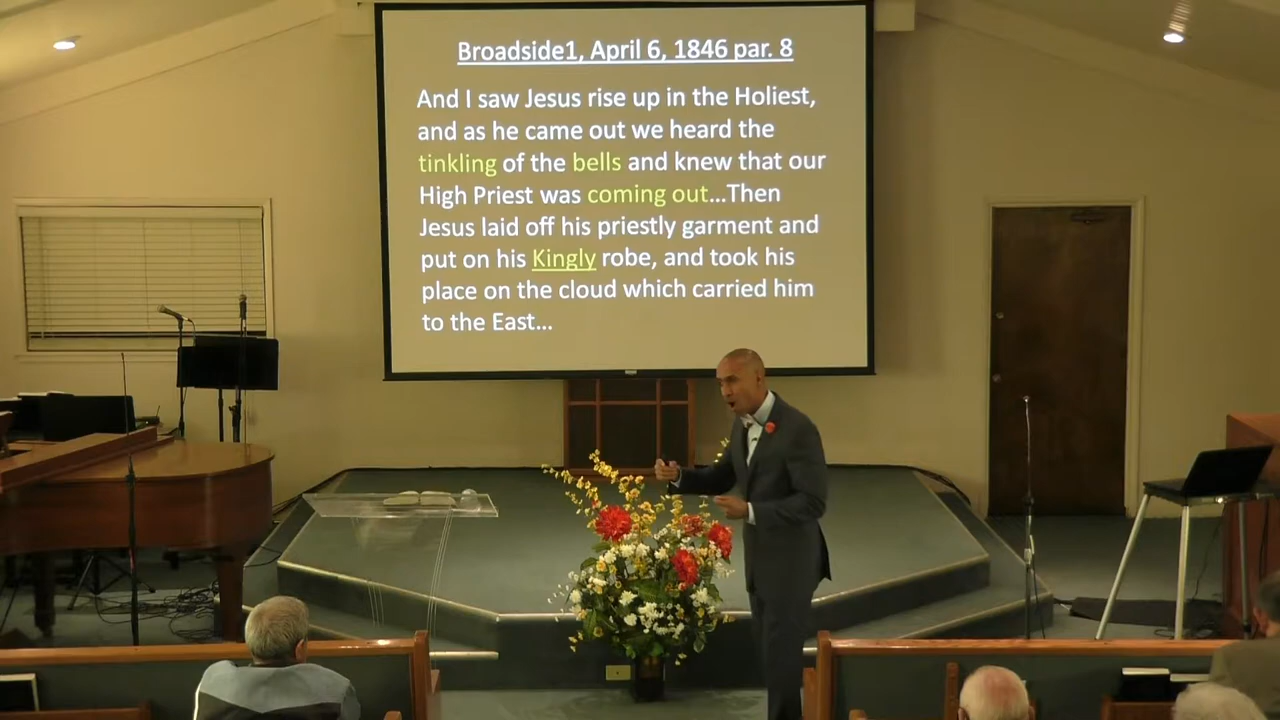 Broadside1, April 6, 1846 par. 8
And I saw Jesus rise up in the Holiest,
and as he came out we heard the
tinkling of the bells and knew that our
High Priest was coming out...Then
Jesus laid off his priestly garment and
put on his Kingly robe, and took his
place on the cloud which carried him
to the East...